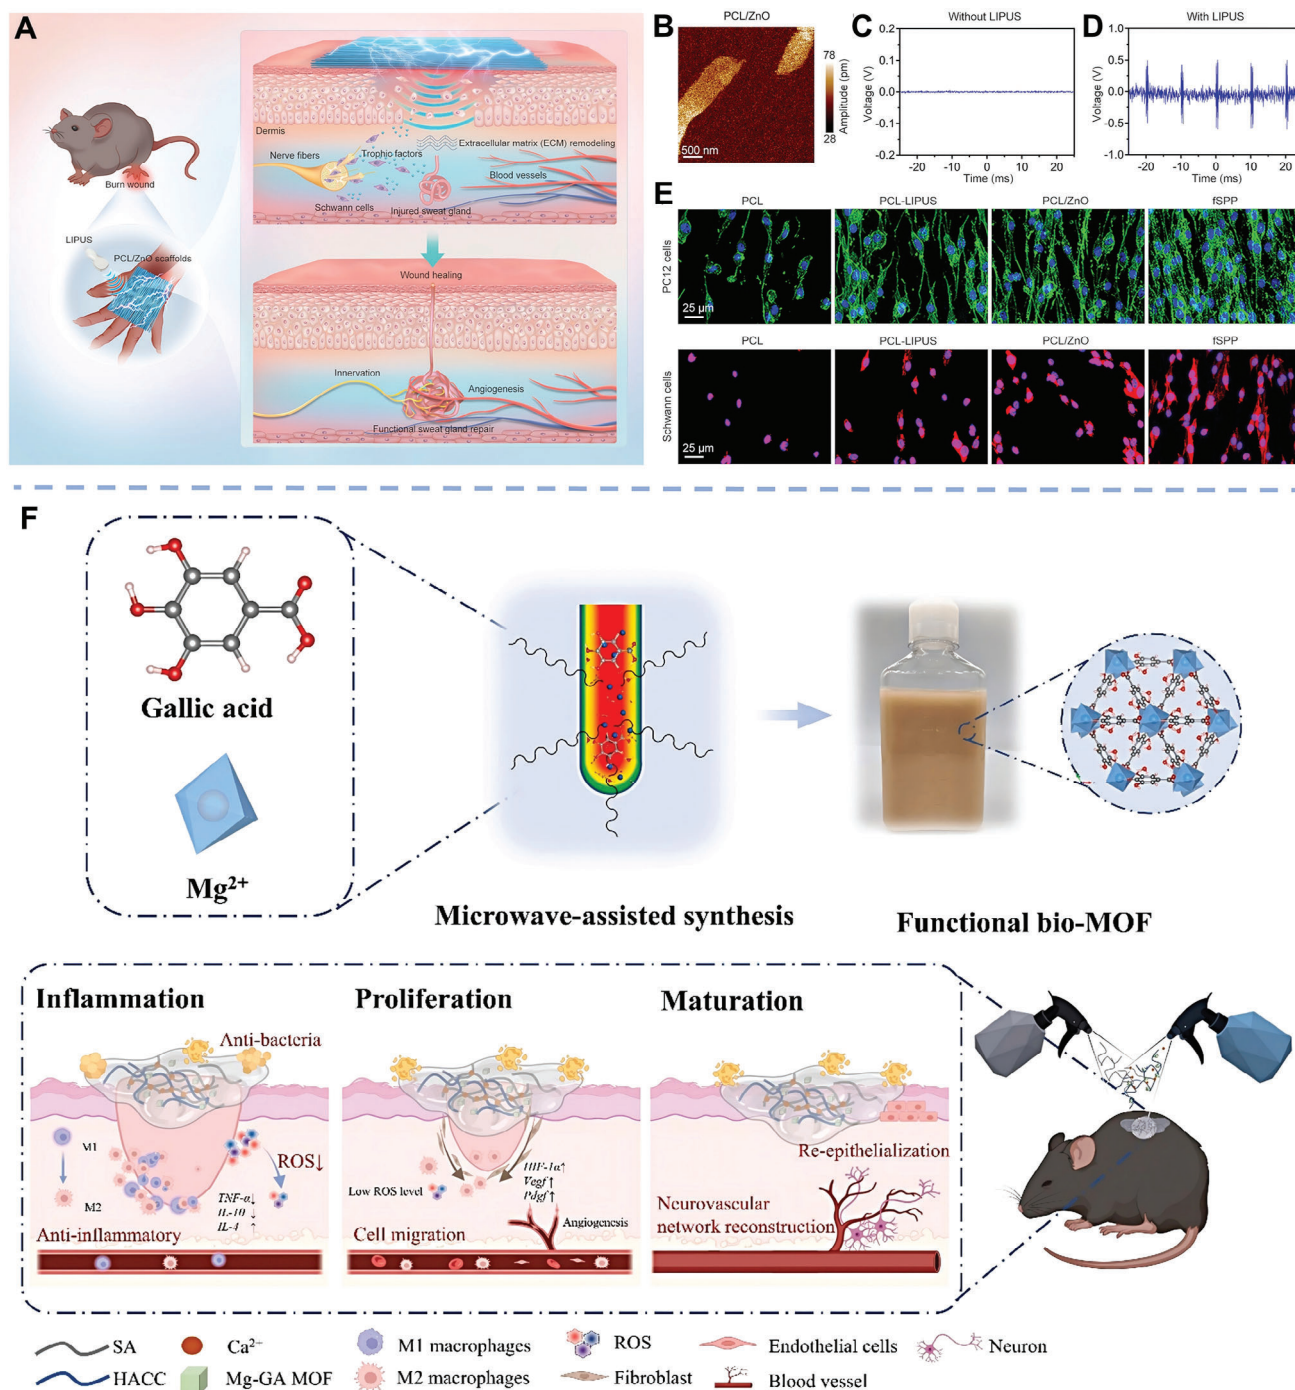 A
Burn wound
LIPUS
PCL/ZnO scaffolds
Dermis
Nerve fibers
Trophic factors
Extracellular matrix (ECM) remodeling
Blood vessels
Schwann cells
Injured sweat gland
Wound healing
Innervation
Angiogenesis
Functional sweat gland repair
B
PCL/ZnO
500 nm
78
Amplitude (pm)
28
C
Without LIPUS
Voltage (V)
0.2
0.1
0.0
-0.1
-0.2
-20 -10 0 10 20
Time (ms)
D
With LIPUS
Voltage (V)
1.0
0.5
0.0
-0.5
-1.0
-20 -10 0 10 20
Time (ms)
E
PCL PCL-LIPUS PCL/ZnO fSPP
PC12 cells
25 μm
PCL PCL-LIPUS PCL/ZnO fSPP
Schwann cells
25 μm
F
Gallic acid
Mg2+
Microwave-assisted synthesis
Functional bio-MOF
Inflammation
Anti-bacteria
M1
M2
ROS↓
TNF-α↓
IL-4 ↑
Anti-inflammatory
Proliferation
Low ROS level
HIF-1α↑
Vegf↑
Pdgf↑
Angiogenesis
Cell migration
Maturation
Re-epithelialization
Neurovascular
network reconstruction
SA Ca2+ M1 macrophages ROS Endothelial cells Neuron
HACC Mg-GA MOF M2 macrophages Fibroblast Blood vessel